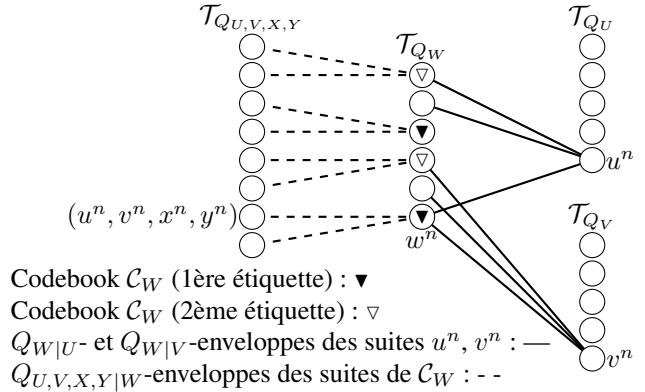 𝒯_{Q_{U,V,X,Y}}
𝒯_{Q_W}
𝒯_{Q_U}
u^n
(u^n, v^n, x^n, y^n)
w^n
𝒯_{Q_V}
v^n
Codebook 𝒞_W (1ère étiquette) : ▼
Codebook 𝒞_W (2ème étiquette) : ▽
Q_{W|U}- et Q_{W|V}-enveloppes des suites u^n, v^n : —
Q_{U,V,X,Y|W}-enveloppes des suites de 𝒞_W : - -